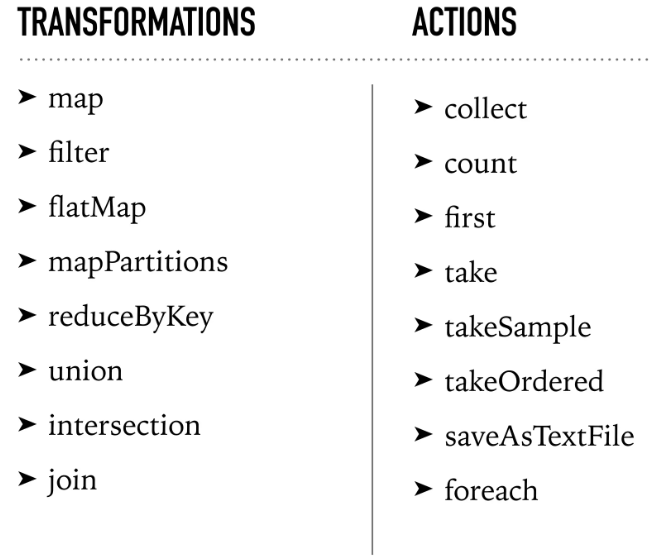 TRANSFORMATIONS
➤ map
➤ filter
➤ flatMap
➤ mapPartitions
➤ reduceByKey
➤ union
➤ intersection
➤ join
ACTIONS
➤ collect
➤ count
➤ first
➤ take
➤ takeSample
➤ takeOrdered
➤ saveAsTextFile
➤ foreach